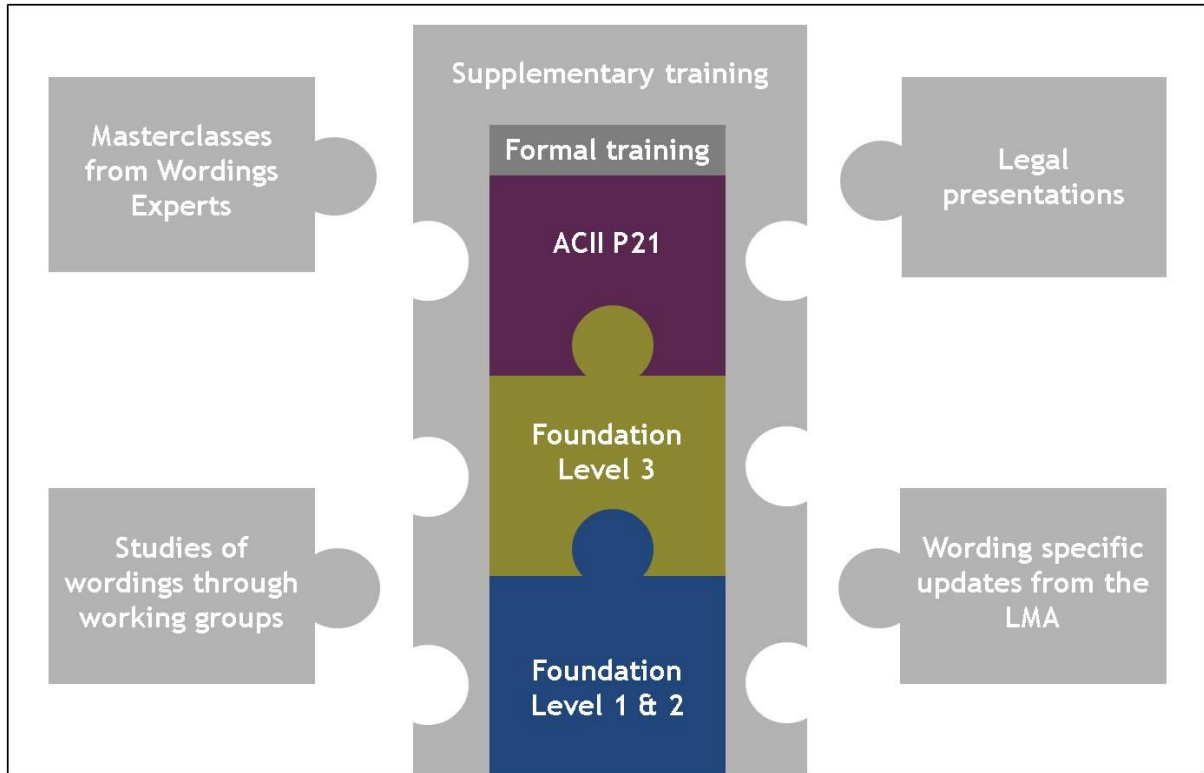 Supplementary training
Masterclasses
from Wordings
Experts
Formal training
Legal
presentations
ACII P21
Foundation
Level 3
Studies of
wordings through
working groups
Wording specific
updates from the
LMA
Foundation
Level 1 & 2